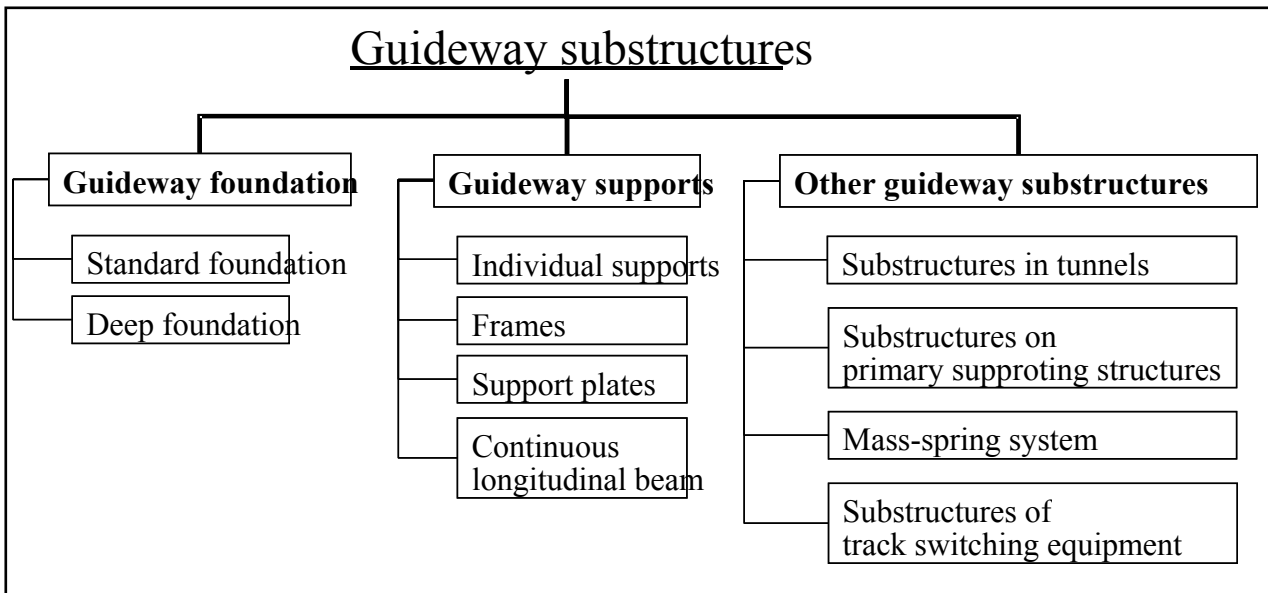 Guideway substructures
Guideway foundation
Standard foundation
Deep foundation
Guideway supports
Individual supports
Frames
Support plates
Continuous
longitudinal beam
Other guideway substructures
Substructures in tunnels
Substructures on
primary supproting structures
Mass-spring system
Substructures of
track switching equipment